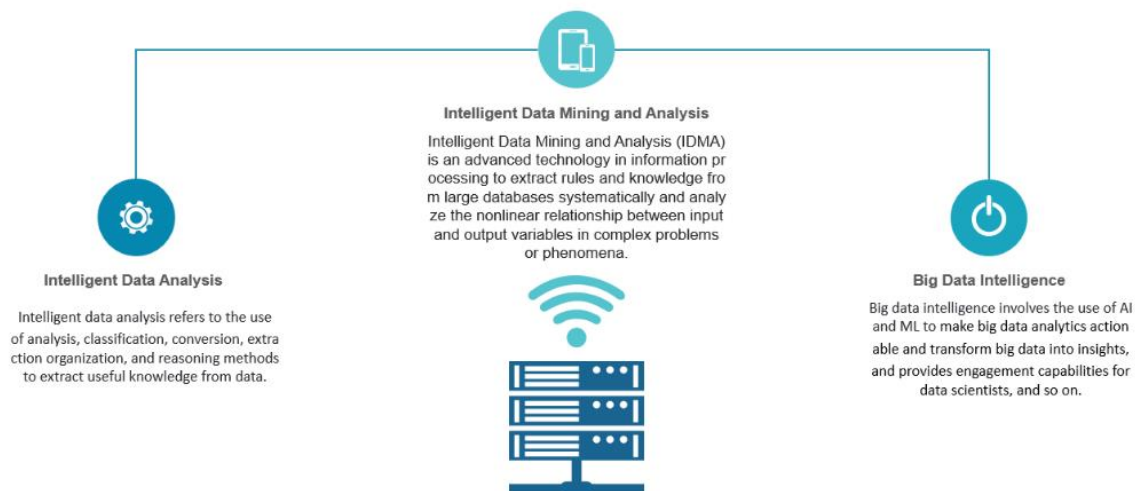 Intelligent Data Mining and Analysis
Intelligent Data Mining and Analysis (IDMA)
is an advanced technology in information pr
ocessing to extract rules and knowledge fro
m large databases systematically and analy
ze the nonlinear relationship between input
and output variables in complex problems
or phenomena.
Intelligent Data Analysis
Intelligent data analysis refers to the use
of analysis, classification, conversion, extra
ction organization, and reasoning methods
to extract useful knowledge from data.
Big Data Intelligence
Big data intelligence involves the use of AI
and ML to make big data analytics action
able and transform big data into insights,
and provides engagement capabilities for
data scientists, and so on.